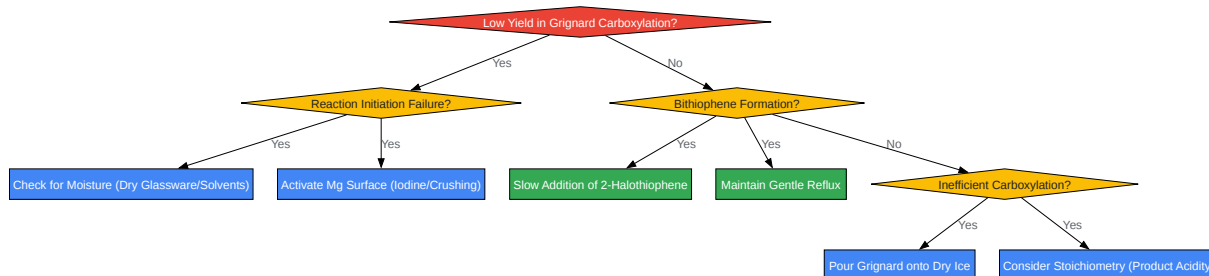 Low Yield in Grignard Carboxylation?
Yes
No
Reaction Initiation Failure?
Bithiophene Formation?
Yes
Yes
Yes
Yes
No
Check for Moisture (Dry Glassware/Solvents)
Activate Mg Surface (Iodine/Crushing)
Slow Addition of 2-Halothiophene
Maintain Gentle Reflux
Inefficient Carboxylation?
Yes
Yes
Pour Grignard onto Dry Ice
Consider Stoichiometry (Product Acidity)